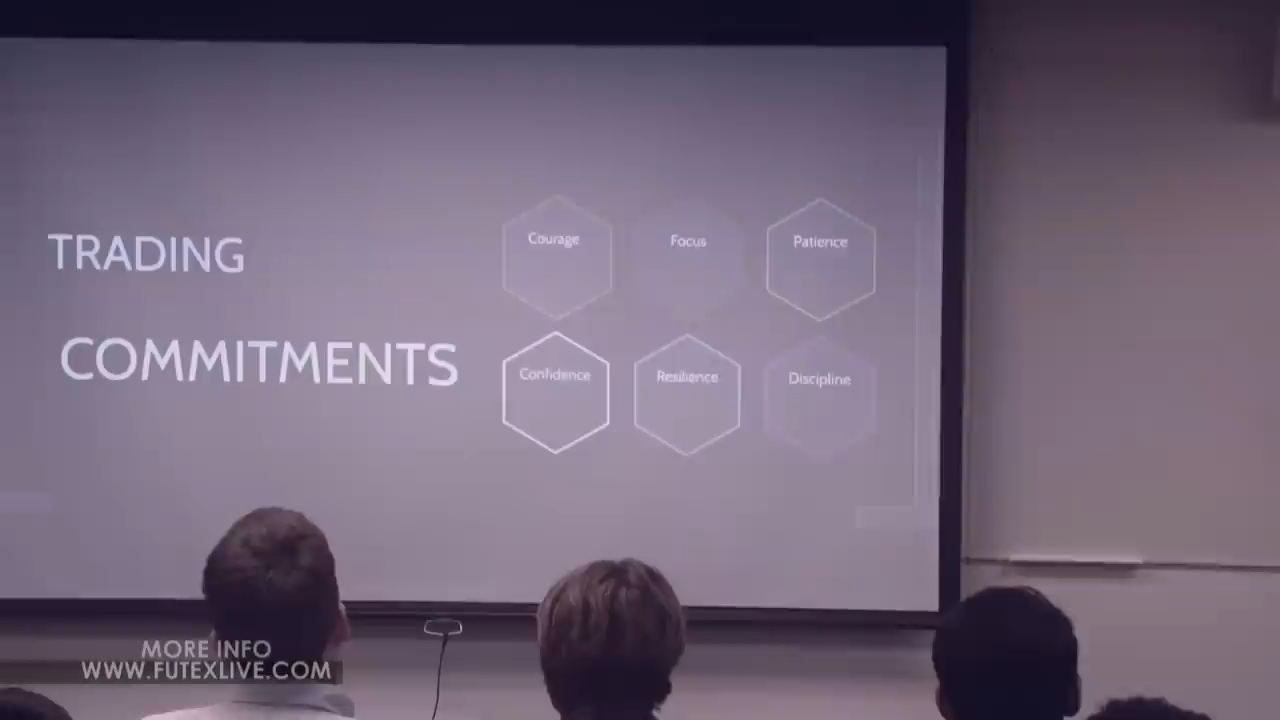 TRADING
COMMITMENTS
Courage
Focus
Patience
Confidence
Resilience
Discipline
MORE INFO
WWW.FUTEXLIVE.COM